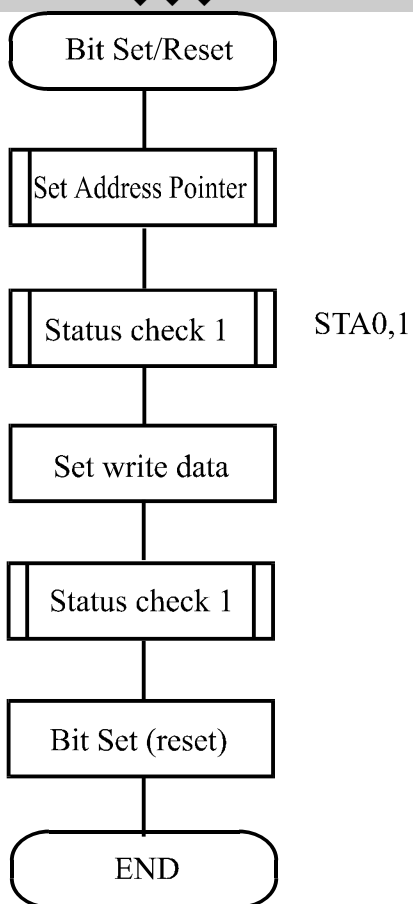 Bit Set/Reset
Set Address Pointer
Status check 1
STA0,1
Set write data
Status check 1
Bit Set (reset)
END